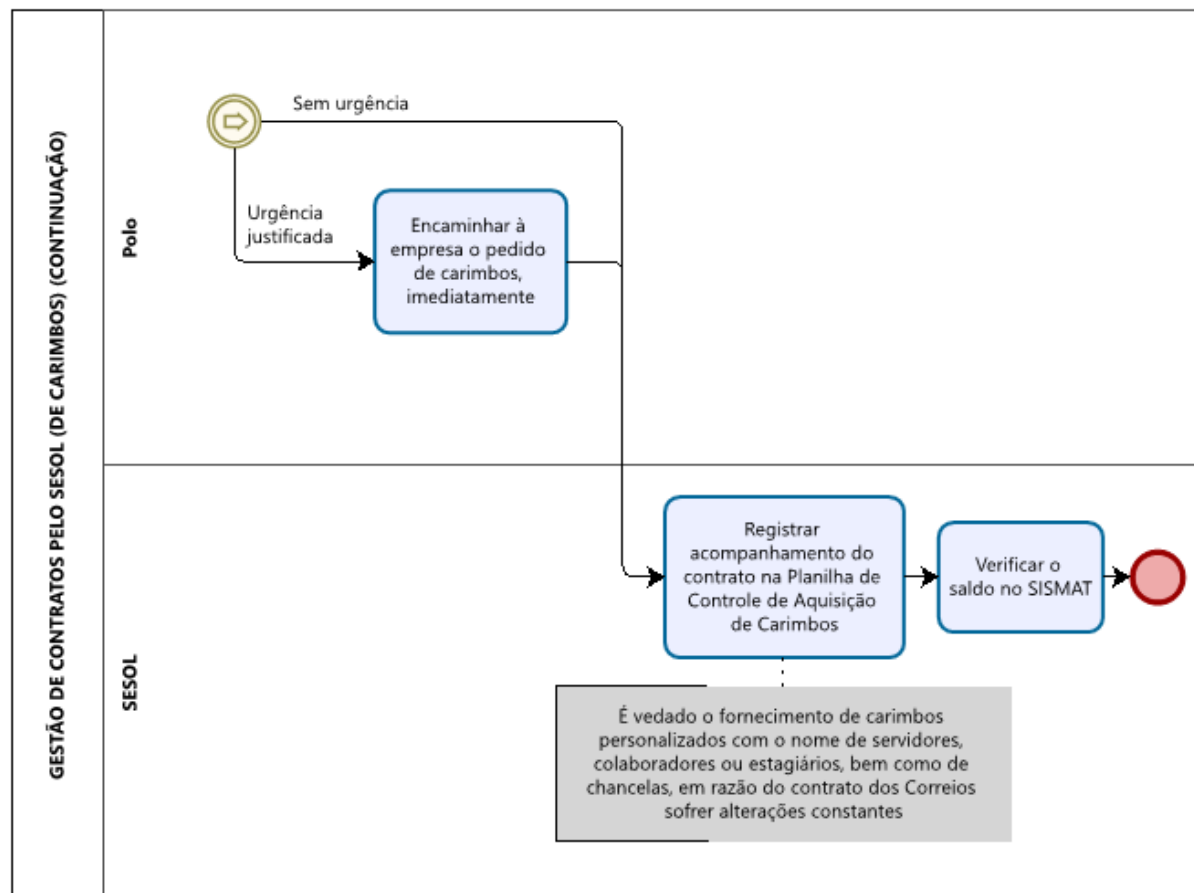 GESTÃO DE CONTRATOS PELO SESOL (DE CARIMBOS) (CONTINUAÇÃO)
Polo
Sem urgência
Urgência
justificada
Encaminhar à
empresa o pedido
de carimbos,
imediatamente
SESOL
Registrar
acompanhamento do
contrato na Planilha de
Controle de Aquisição
de Carimbos
Verificar o
saldo no SISMAT
É vedado o fornecimento de carimbos
personalizados com o nome de servidores,
colaboradores ou estagiários, bem como de
chancelas, em razão do contrato dos Correios
sofrer alterações constantes